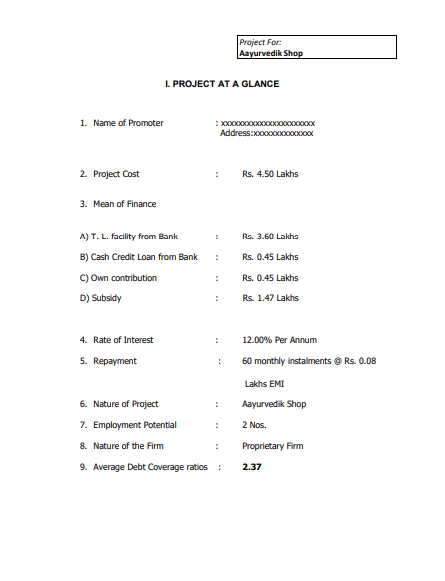 Project For:
Aayurvedik Shop
I. PROJECT AT A GLANCE
1. Name of Promoter : xxxxxxxxxxxxxxxxxxxxxx
Address:xxxxxxxxxxxxxx
2. Project Cost : Rs. 4.50 Lakhs
3. Mean of Finance
A) T. L. facility from Bank : Rs. 3.60 Lakhs
B) Cash Credit Loan from Bank : Rs. 0.45 Lakhs
C) Own contribution : Rs. 0.45 Lakhs
D) Subsidy : Rs. 1.47 Lakhs
4. Rate of Interest : 12.00% Per Annum
5. Repayment : 60 monthly instalments @ Rs. 0.08
Lakhs EMI
6. Nature of Project : Aayurvedik Shop
7. Employment Potential : 2 Nos.
8. Nature of the Firm : Proprietary Firm
9. Average Debt Coverage ratios : 2.37